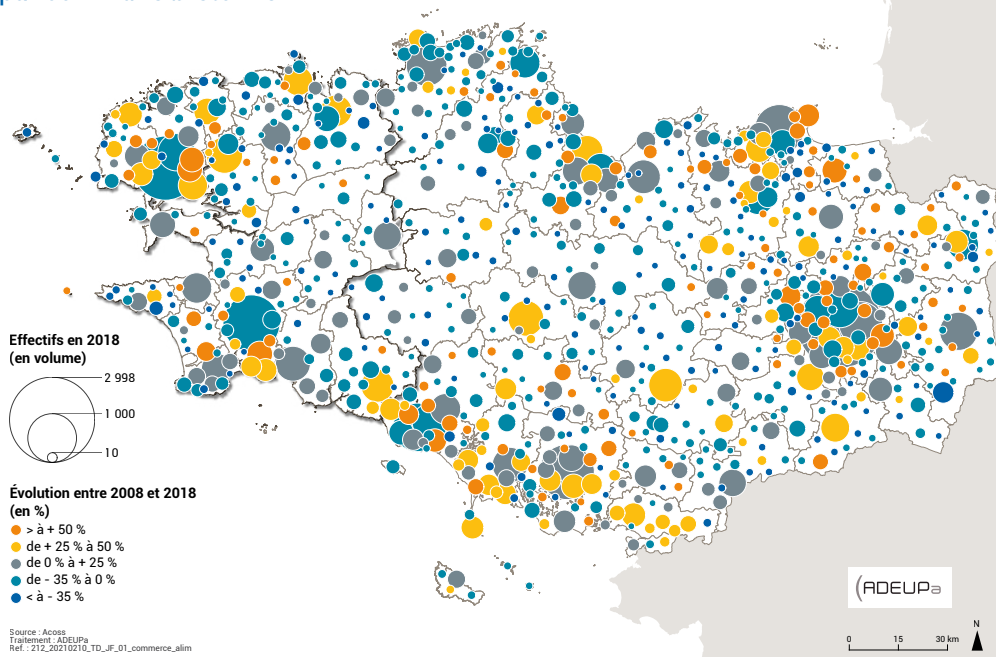 Effectifs en 2018
(en volume)
2 998
1 000
10
Évolution entre 2008 et 2018
(en %)
> à + 50 %
de + 25 % à 50 %
de 0 % à + 25 %
de - 35 % à 0 %
< à - 35 %
Source : Acoss
Traitement : ADEUPa
Ref. : 212_20210210_TD_JF_01_commerce_alim
(ADEUPa
N
0 15 30 km